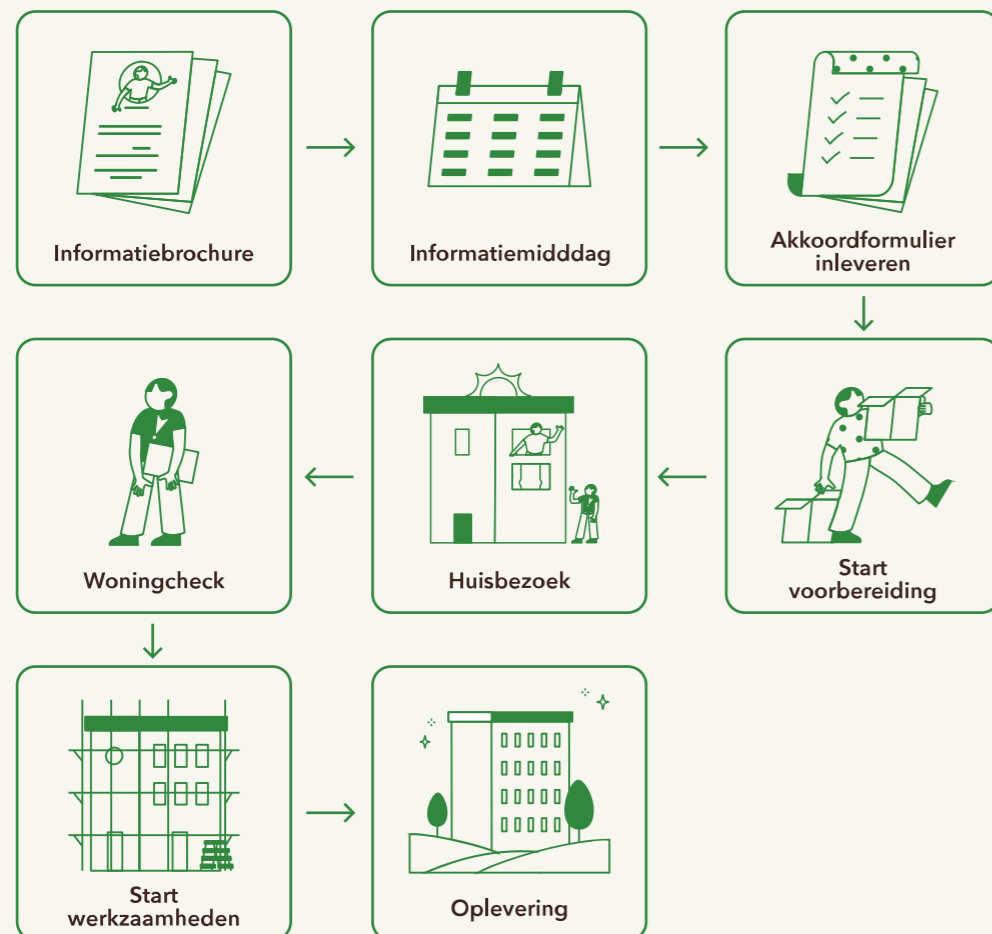 Informatiebrochure
Informatiemidddag
Akkoordformulier
inleveren
Start
voorbereiding
Huisbezoek
Woningcheck
Start
werkzaamheden
Oplevering